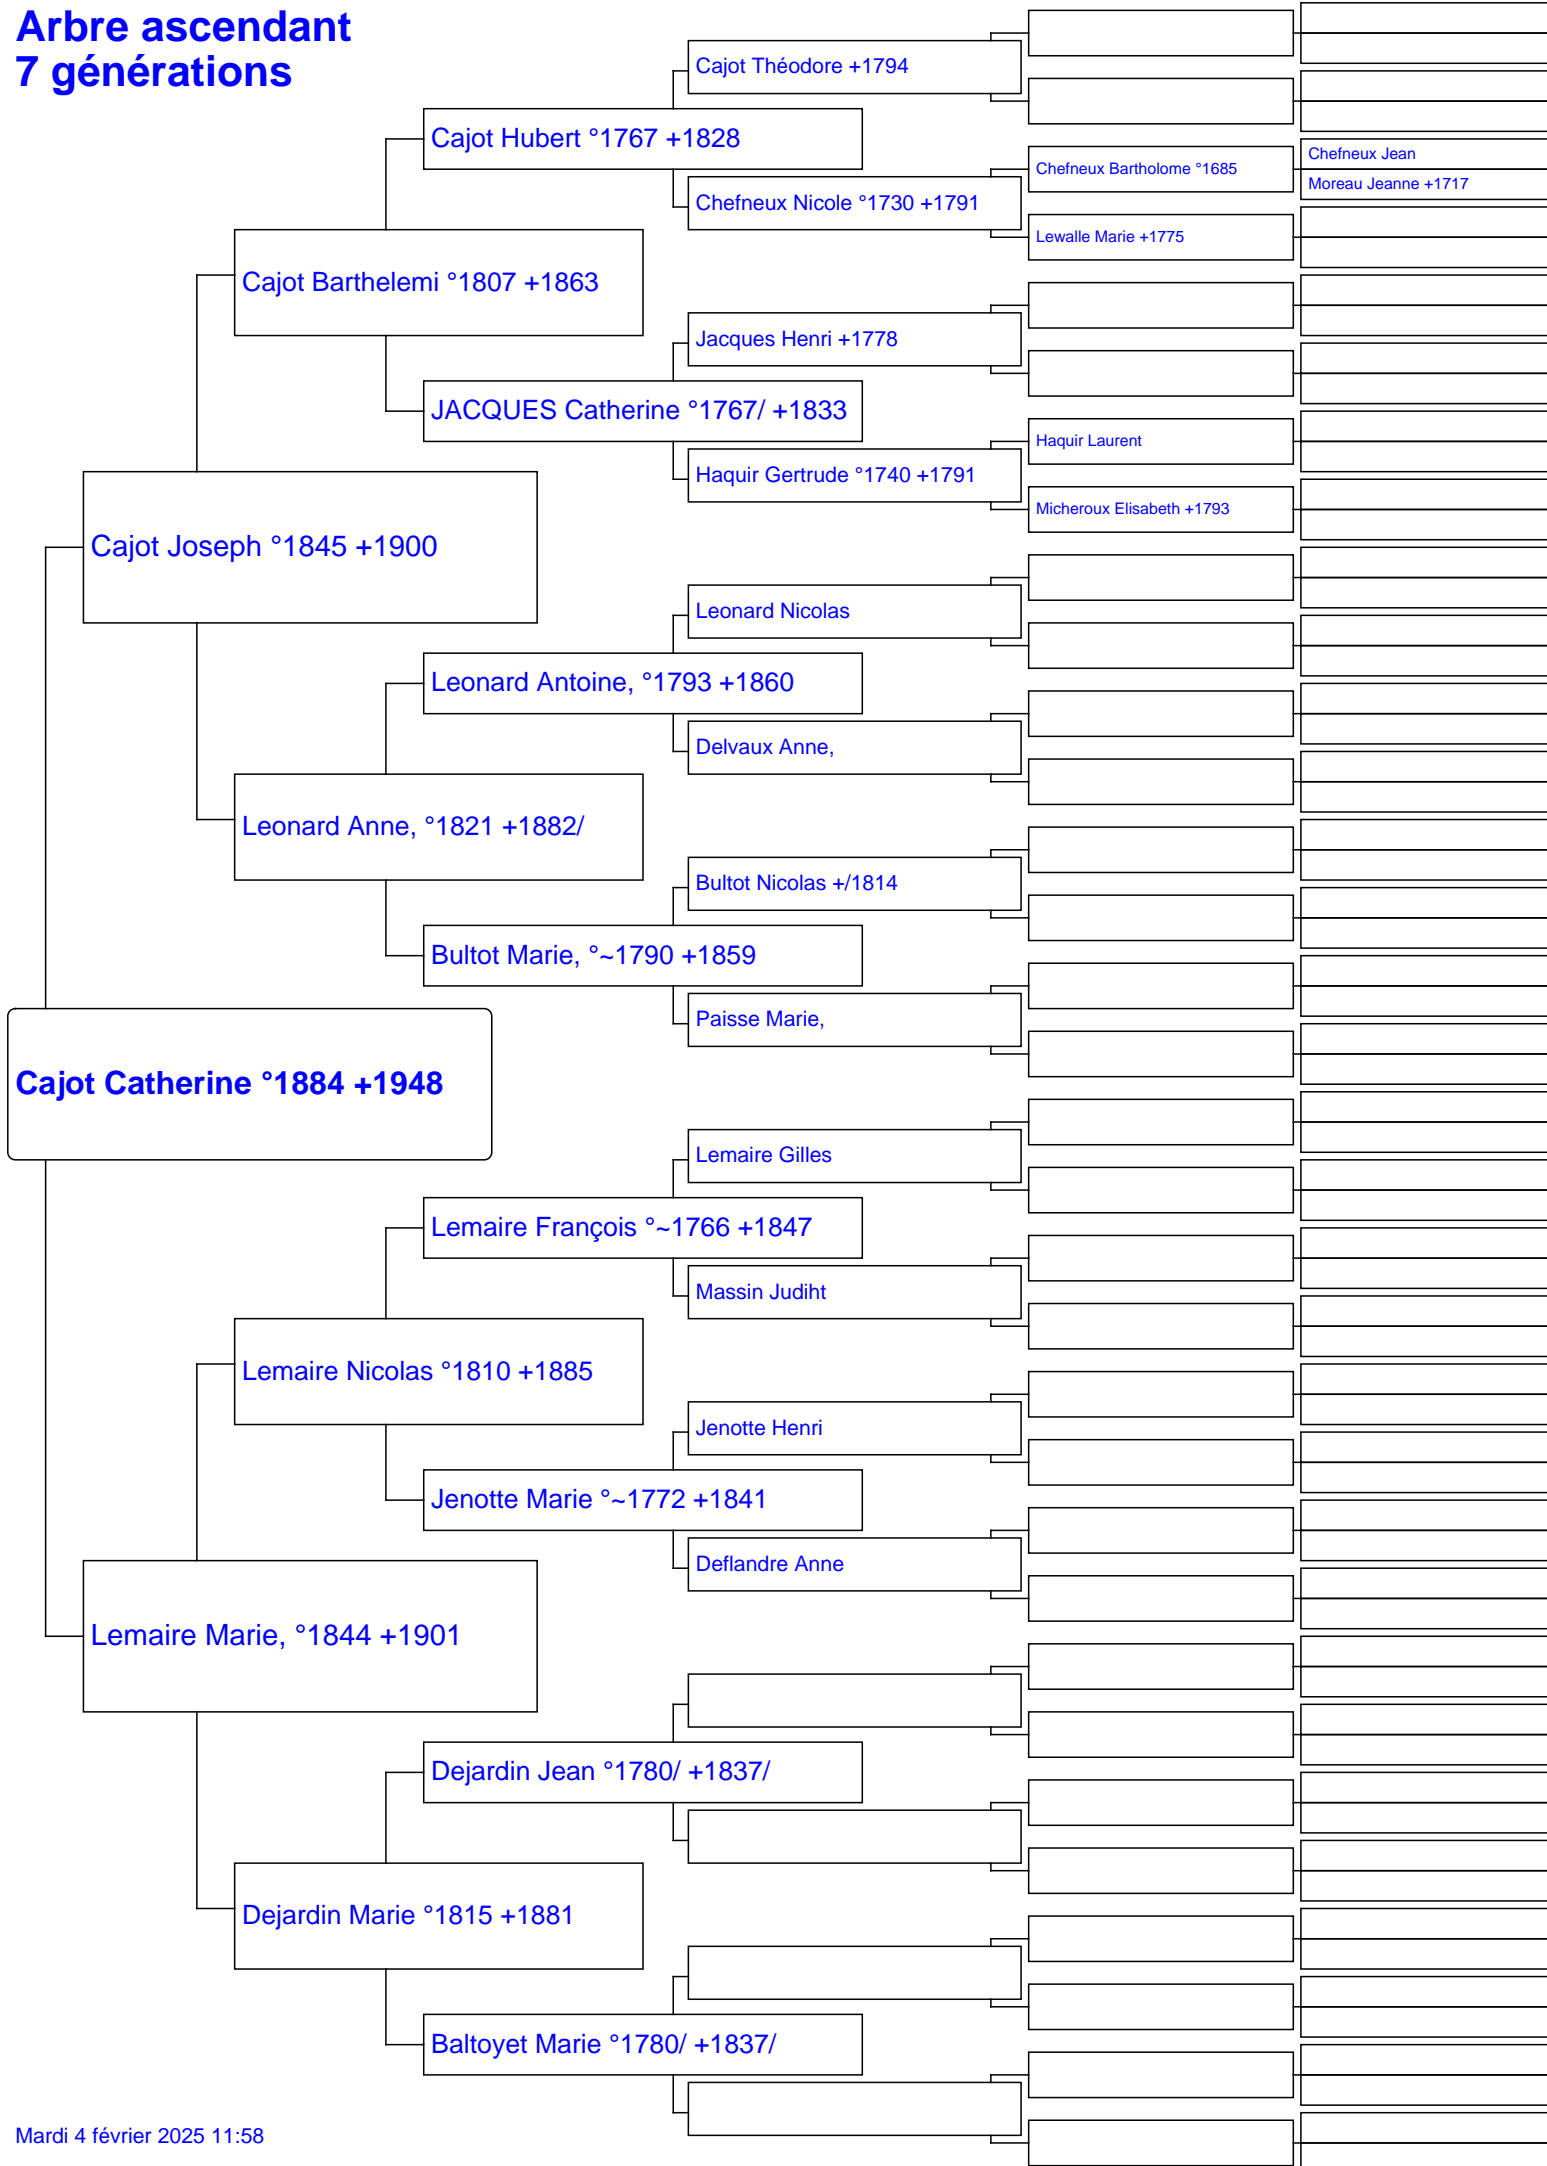 Arbre ascendant
7 générations
Cajot Théodore +1794
Cajot Hubert °1767 +1828
Chefneux Jean
Chefneux Bartholome °1685
Moreau Jeanne +1717
Chefneux Nicole °1730 +1791
Lewalle Marie +1775
Cajot Barthelemi °1807 +1863
Jacques Henri +1778
JACQUES Catherine °1767/ +1833
Haquir Laurent
Haquir Gertrude °1740 +1791
Micheroux Elisabeth +1793
Cajot Joseph °1845 +1900
Leonard Nicolas
Leonard Antoine, °1793 +1860
Delvaux Anne,
Leonard Anne, °1821 +1882/
Bultot Nicolas +/1814
Bultot Marie, °~1790 +1859
Paisse Marie,
Cajot Catherine °1884 +1948
Lemaire Gilles
Lemaire François °~1766 +1847
Massin Judiht
Lemaire Nicolas °1810 +1885
Jenotte Henri
Jenotte Marie °~1772 +1841
Deflandre Anne
Lemaire Marie, °1844 +1901
Dejardin Jean °1780/ +1837/
Dejardin Marie °1815 +1881
Baltoyet Marie °1780/ +1837/
Mardi 4 février 2025 11:58